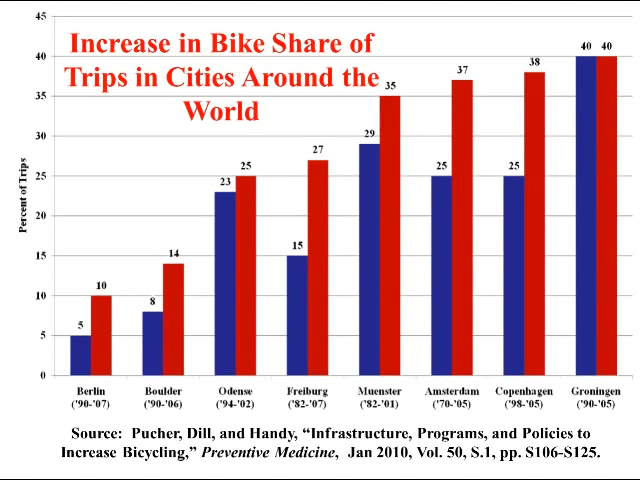 45
Increase in Bike Share of
Trips in Cities Around the
World
40
35
30
25
20
15
10
5
0
Percent of Trips
5 10
8 14
23 25
15 27
29 35
25 37
25 38
40 40
Berlin Boulder Odense Freiburg Muenster Amsterdam Copenhagen Groningen
('90-'07) ('90-'06) ('94-'02) ('82-'07) ('82-'01) ('70-'05) ('98-'05) ('90-'05)
Source: Pucher, Dill, and Handy, “Infrastructure, Programs, and Policies to
Increase Bicycling,” Preventive Medicine, Jan 2010, Vol. 50, S.1, pp. S106-S125.